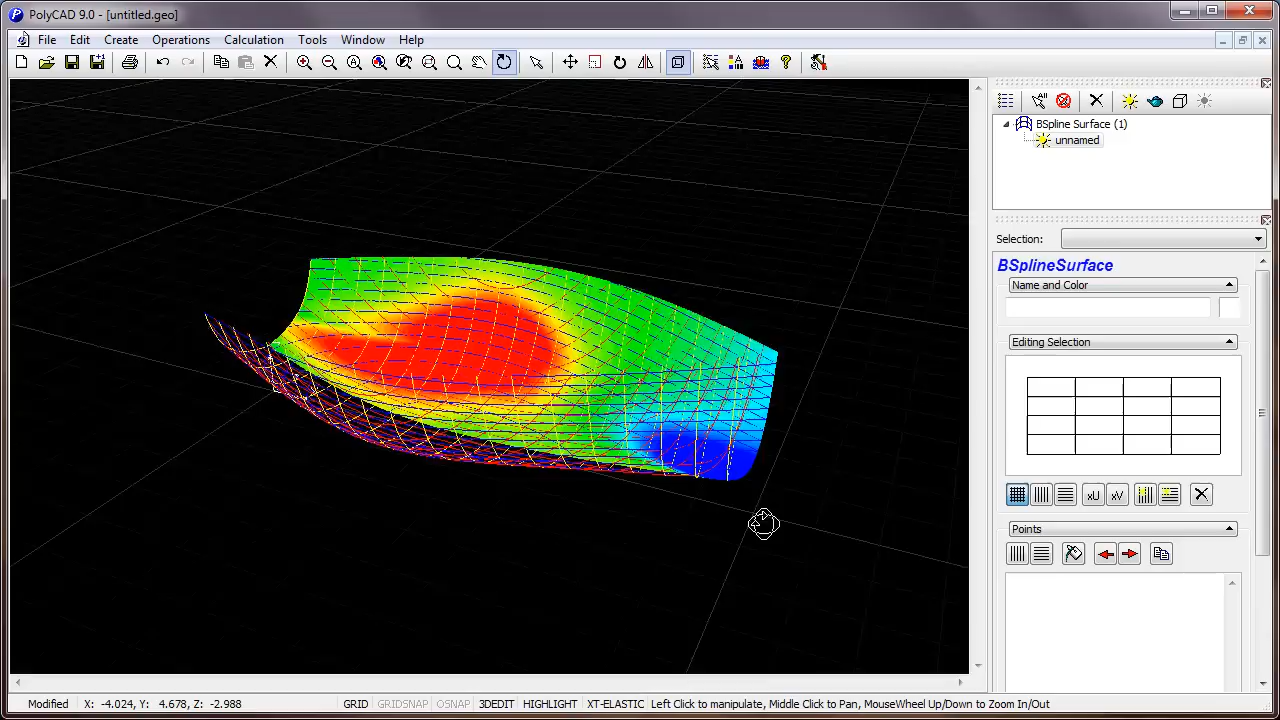 PolyCAD 9.0 - [untitled.geo]
File Edit Create Operations Calculation Tools Window Help
BSpline Surface (1)
unnamed
Selection:
BSplineSurface
Name and Color
Editing Selection
xU xV
Points
Modified X: -4.024, Y: 4.678, Z: -2.988 GRID GRIDSNAP OSNAP 3DEDIT HIGHLIGHT XT-ELASTIC Left Click to manipulate, Middle Click to Pan, MouseWheel Up/Down to Zoom In/Out